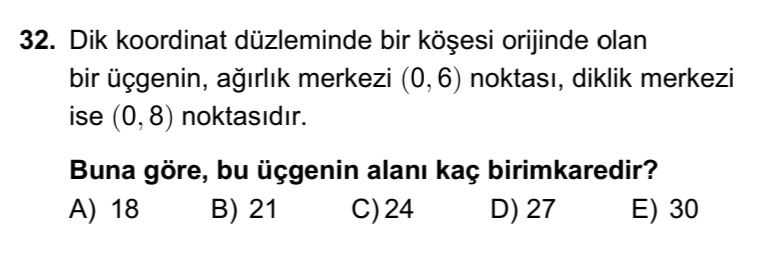 32. Dik koordinat düzleminde bir köşesi orijinde olan
bir üçgenin, ağırlık merkezi (0, 6) noktası, diklik merkezi
ise (0, 8) noktasıdır.
Buna göre, bu üçgenin alanı kaç birimkaredir?
A) 18 B) 21 C) 24 D) 27 E) 30